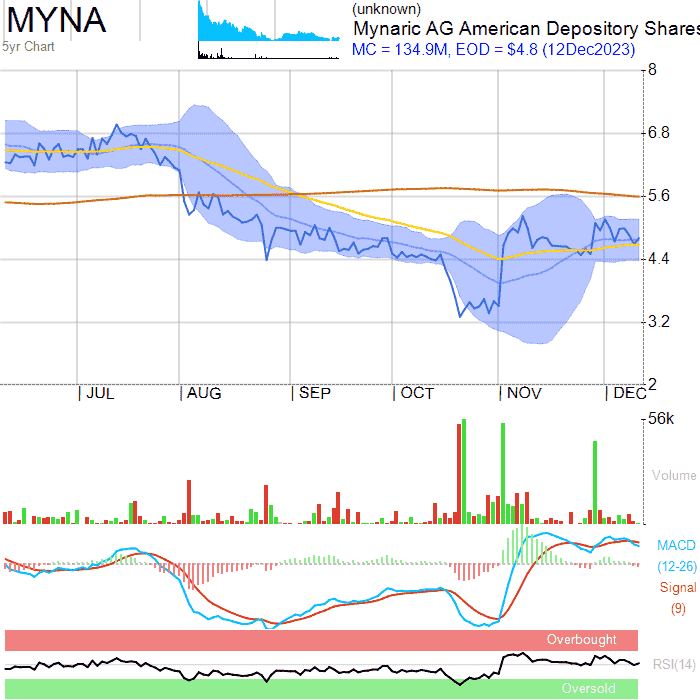 MYNA
5yr Chart
(unknown)
Mynaric AG American Depository Shares
MC = 134.9M, EOD = $4.8 (12Dec2023)
8
6.8
5.6
4.4
3.2
2
JUL AUG SEP OCT NOV DEC
56k
Volume
MACD
(12-26)
Signal
(9)
Overbought
RSI(14)
Oversold